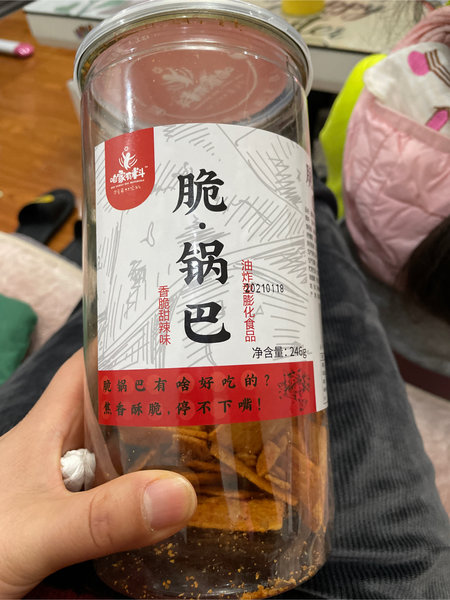 脆·锅巴
香脆甜辣味
油炸型膨化食品
20210118
净含量: 246g
脆锅巴有啥好吃的?
焦香酥脆,停不下嘴!